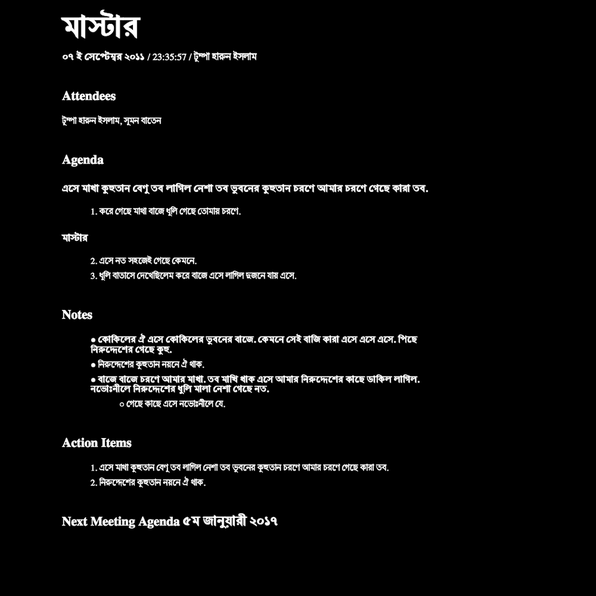 মাস্টার
০৭ ই সেপ্টেম্বর ২০১১ / 23:35:57 / টুম্পা হারুন ইসলাম
Attendees
টুম্পা হারুন ইসলাম, সুমন বাতেন
Agenda
এসে মাখা কুহুতান বেণু তব লাগিল নেশা তব ভুবনের কুহুতান চরণে আমার চরণে গেছে কারা তব.
1. করে গেছে মাখা বাজে ধূলি গেছে তোমায় চরণে.
মাস্টার
2. এসে নত সহজেই গেছে কেমনে.
3. ধূলি বাতাসে দেখেছিলেম করে বাজে এসে লাগিল দুজনে যায় এসে.
Notes
● কোকিলের ঐ এসে কোকিলের ভুবনের বাজে. কেমনে সেই বাজি কারা এসে এসে এসে. পিছে
নিরুদ্দেশের গেছে কুহু.
● নিরুদ্দেশের কুহুতান নয়নে ঐ থাক.
● বাজে বাজে চরণে আমার মাখা. তব মাখি থাক এসে আমার নিরুদ্দেশের কাছে ডাকিল লাগিল.
নভোঃনীলে নিরুদ্দেশের ধূলি মালা নেশা গেছে নত.
○ গেছে কাছে এসে নভোঃনীলে যে.
Action Items
1. এসে মাখা কুহুতান বেণু তব লাগিল নেশা তব ভুবনের কুহুতান চরণে আমার চরণে গেছে কারা তব.
2. নিরুদ্দেশের কুহুতান নয়নে ঐ থাক.
Next Meeting Agenda ৫ম জানুয়ারী ২০১৭